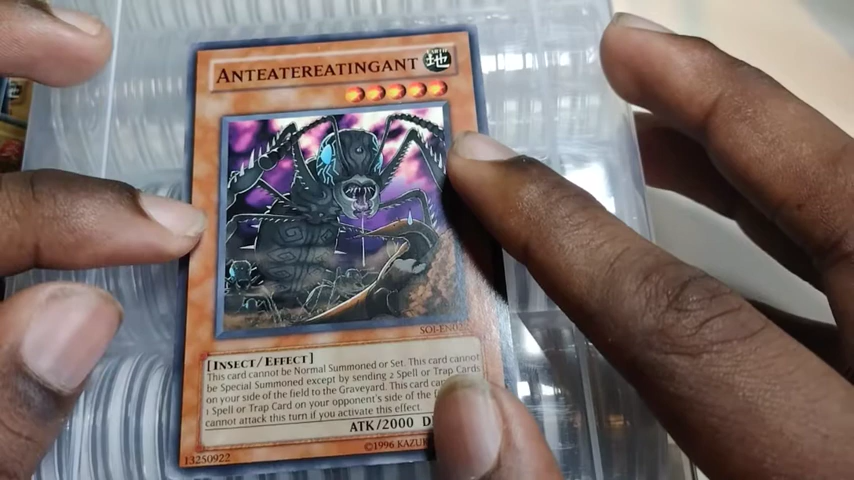 ANTEATEREATINGANT
EARTH
地
SOI-EN0
[INSECT/EFFECT]
This card cannot be Normal Summoned or Set. This card cannot
be Special Summoned except by sending 2 Spell or Trap Cards
on your side of the field to the Graveyard. This card
1 Spell or Trap Card on your opponent's side of the
cannot attack this turn if you activate this effect.
ATK/2000 D
13250922
©1996 KAZU